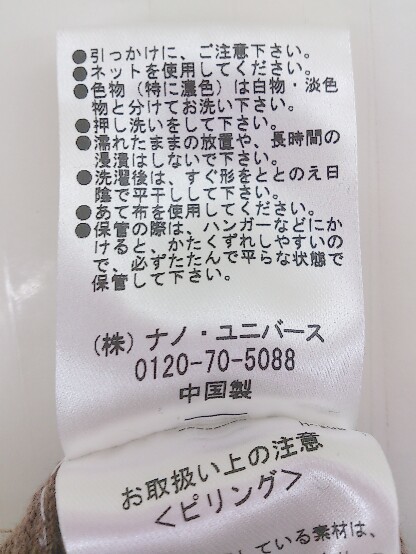 ●引っかけに、ご注意下さい。
●ネットを使用してください。
●色物（特に濃色）は白物・淡色
物と分けてお洗い下さい。
●押し洗いをして下さい。
●濡れたままの放置や、長時間の
浸漬はしないで下さい。
●洗濯後は、すぐ形をととのえ日
陰で平干しして下さい。
●あて布を使用してください。
●保管の際は、ハンガーなどにか
けると、かたくずれしやすいの
で、必ずたたんで平らな状態で
保管して下さい。
（株）ナノ・ユニバース
0120-70-5088
中国製
お取扱い上の注意
＜ピリング＞
している素材は、